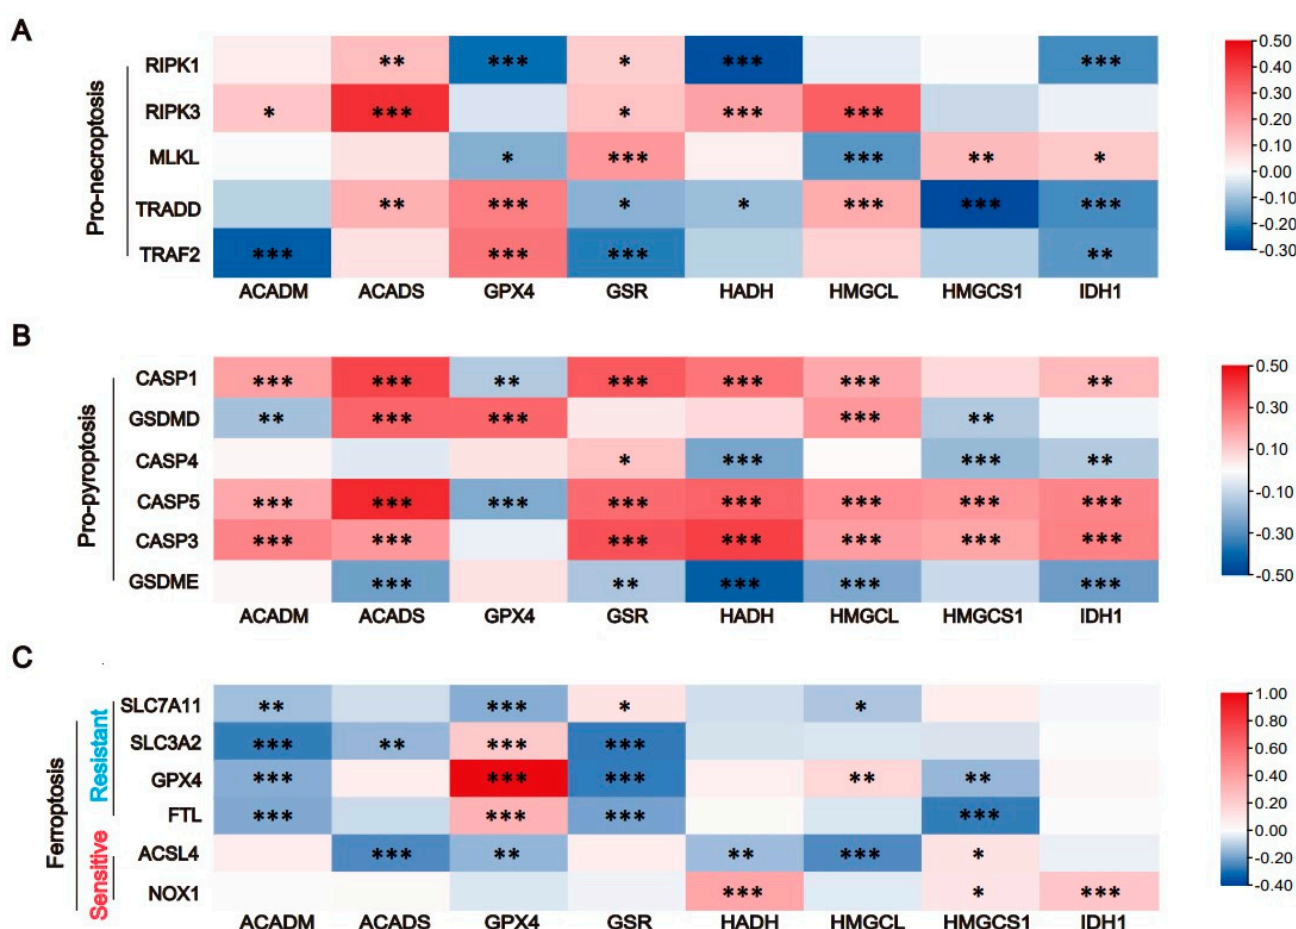 A
Pro-necroptosis
RIPK1 ** *** * *** *** 0.50
RIPK3 * *** * *** *** 0.40
MLKL * *** *** ** * 0.30
TRADD ** *** * * *** *** *** 0.20
TRAF2 *** *** *** ** 0.10
0.00
-0.10
-0.20
-0.30
ACADM ACADS GPX4 GSR HADH HMGCL HMGCS1 IDH1
B
Pro-pyroptosis
CASP1 *** *** ** *** *** *** ** 0.50
GSDMD ** *** *** *** ** 0.30
CASP4 * *** *** ** 0.10
CASP5 *** *** *** *** *** *** *** *** -0.10
CASP3 *** *** *** *** *** *** *** -0.30
GSDME *** ** *** *** *** -0.50
ACADM ACADS GPX4 GSR HADH HMGCL HMGCS1 IDH1
C
Ferroptosis
Resistant
Sensitive
SLC7A11 ** *** * * 1.00
SLC3A2 *** ** *** *** 0.80
GPX4 *** *** *** ** ** 0.60
FTL *** *** *** *** 0.40
ACSL4 *** ** ** *** * 0.20
NOX1 *** * *** 0.00
-0.20
-0.40
ACADM ACADS GPX4 GSR HADH HMGCL HMGCS1 IDH1